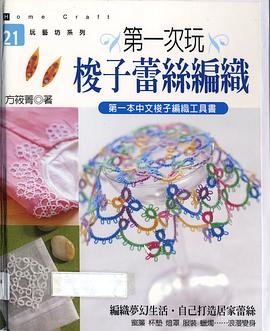 Home Craft
21
玩藝坊系列
第一次玩
梭子蕾絲編織
方筱菁◎著
第一本中文梭子編織工具書
編織夢幻生活・自己打造居家蕾絲
蜜簾 杯墊 燈罩 服裝 蠟燭……浪漫變身